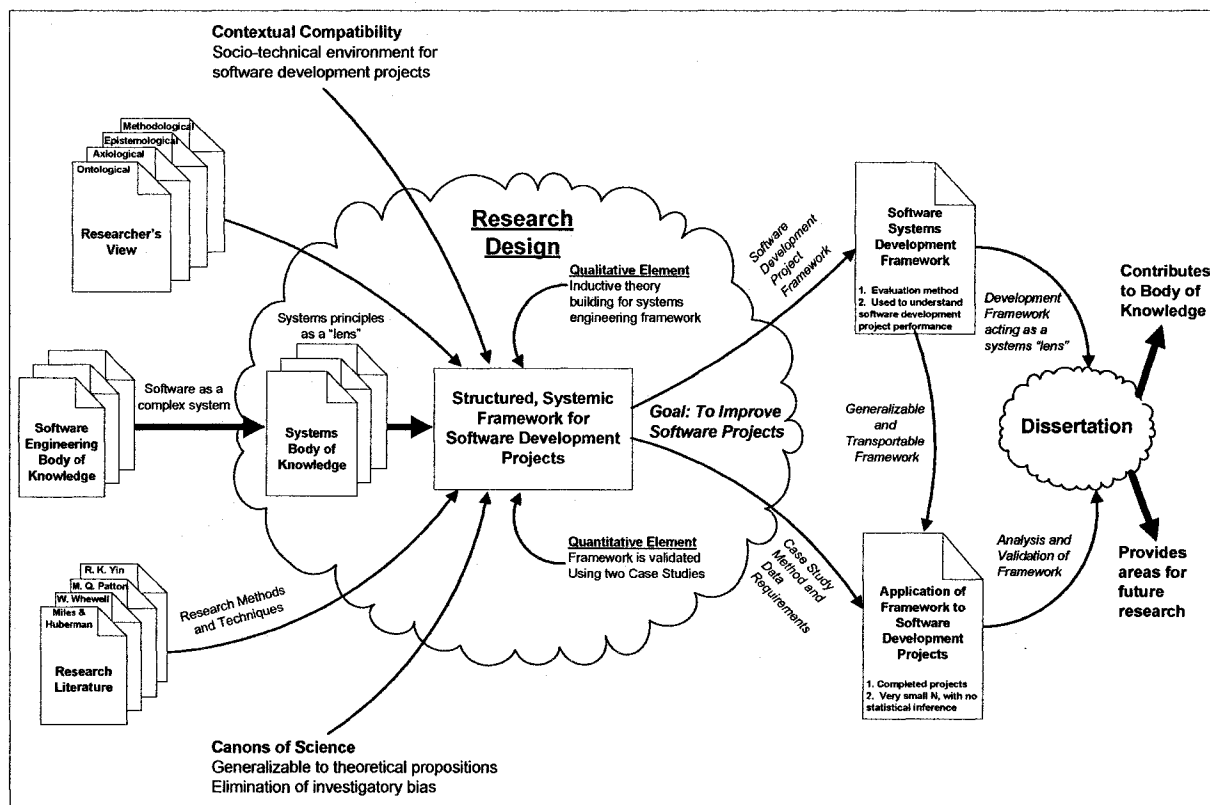 Contextual Compatibility
Socio-technical environment for
software development projects
Methodological
Epistemological
Axiological
Ontological
Researcher's
View
Research
Design
Qualitative Element
Inductive theory
building for systems
engineering framework
Software
Development
Project
Framework
Software
Systems
Development
Framework
1. Evaluation method
2. Used to understand
software development
project performance
Development
Framework
acting as a
systems "lens"
Contributes
to Body of
Knowledge
Systems principles
as a "lens"
Software as a
complex system
Software
Engineering
Body of
Knowledge
Systems
Body of
Knowledge
Structured, Systemic
Framework for
Software Development
Projects
Goal: To Improve
Software Projects
Generalizable
and
Transportable
Framework
Dissertation
Quantitative Element
Framework is validated
Using two Case Studies
Case Study
Method and
Data
Requirements
Analysis and
Validation of
Framework
Provides
areas for
future
research
R. K. Yin
M. Q. Patton
W. Whewell
Miles &
Huberman
Research
Literature
Research Methods
and Techniques
Application of
Framework to
Software
Development
Projects
1. Completed projects
2. Very small N, with no
statistical inference
Canons of Science
Generalizable to theoretical propositions
Elimination of investigatory bias